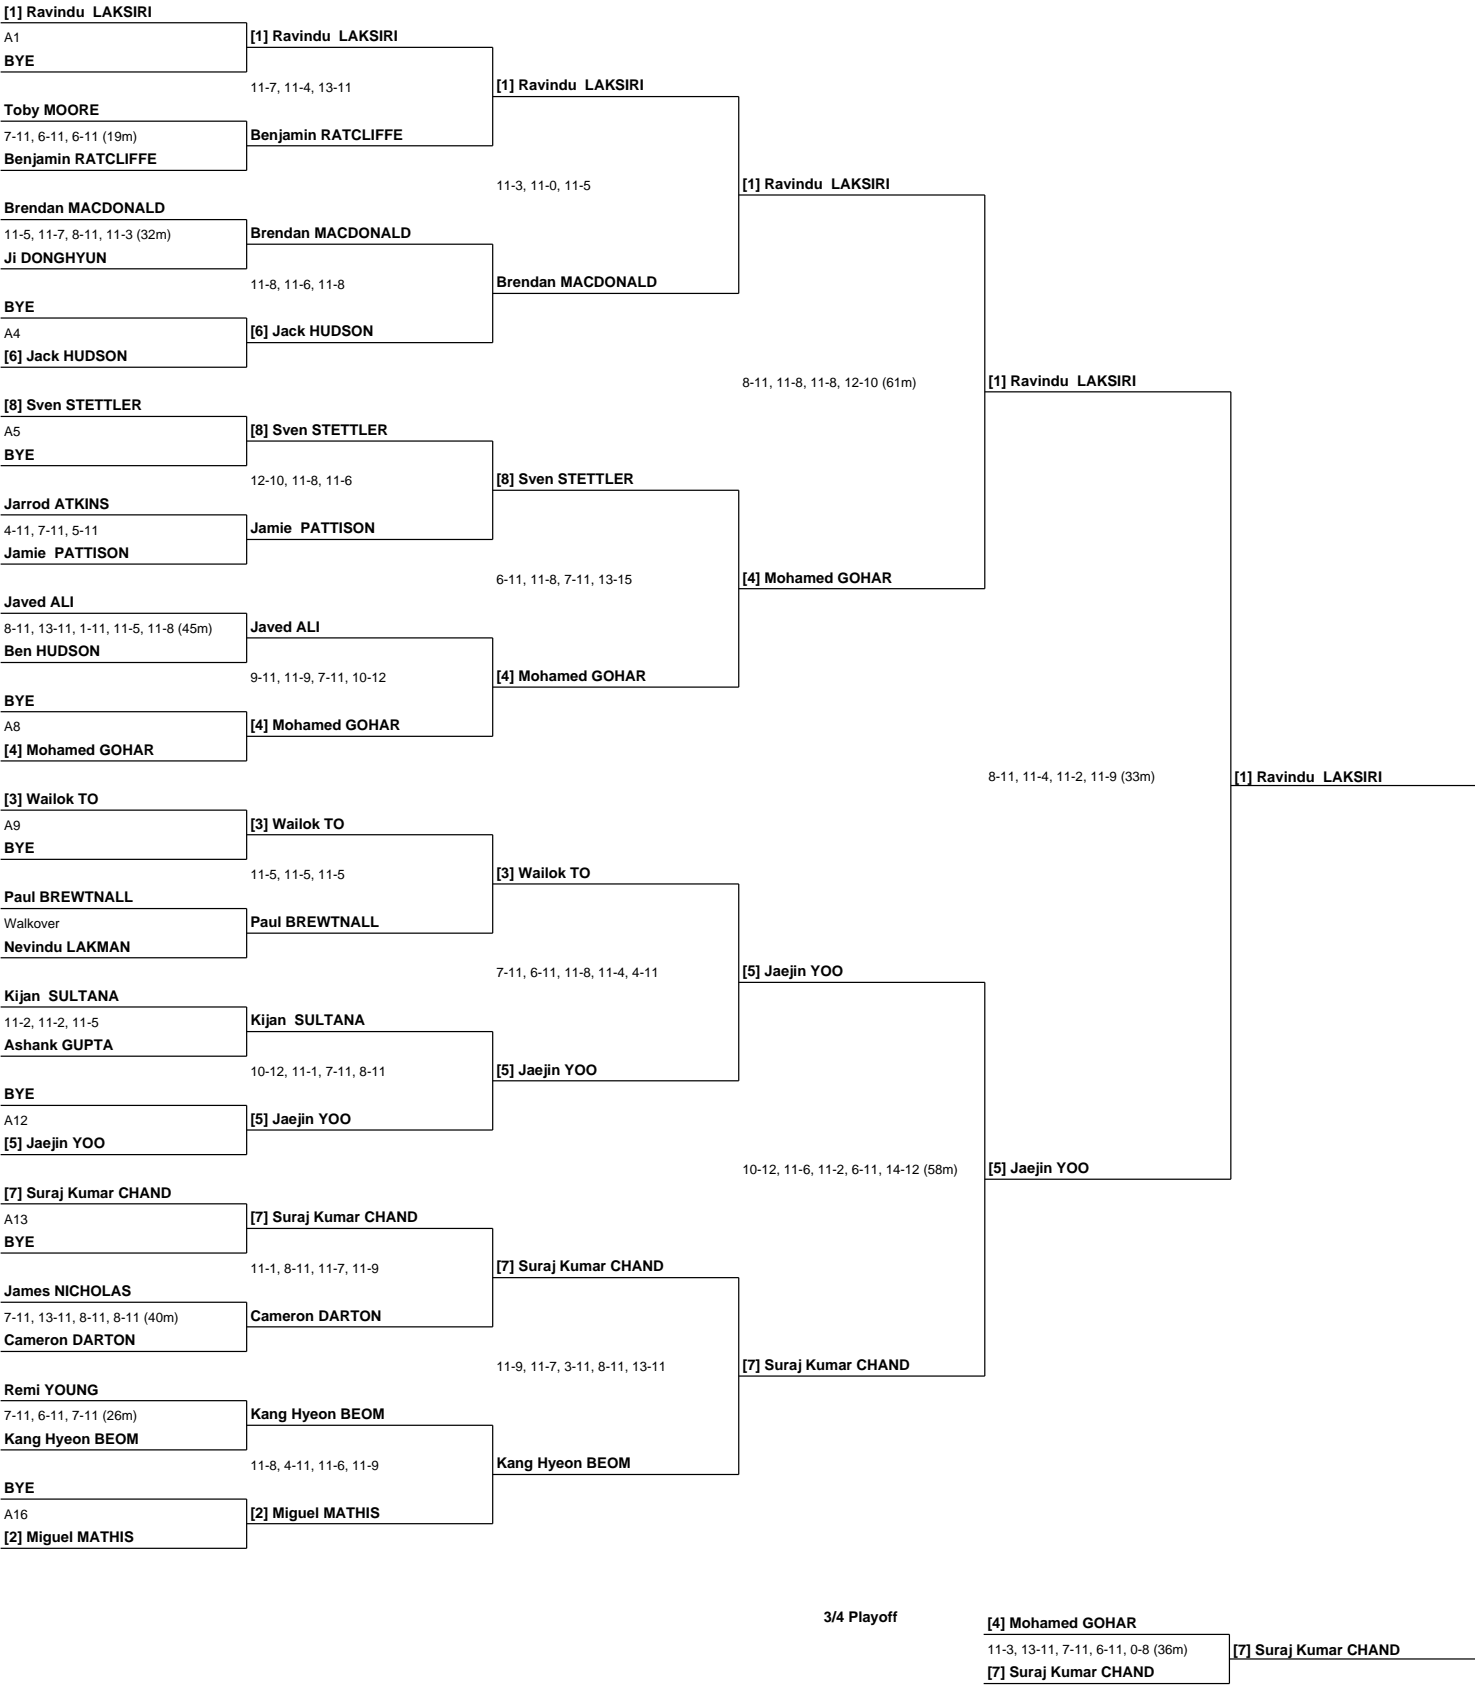 [1] Ravindu  LAKSIRI
A1
BYE
Toby MOORE
7-11, 6-11, 6-11 (19m)
Benjamin RATCLIFFE
Brendan MACDONALD
11-5, 11-7, 8-11, 11-3 (32m)
Ji DONGHYUN
BYE
A4
[6] Jack HUDSON
[8] Sven STETTLER
A5
BYE
Jarrod ATKINS
4-11, 7-11, 5-11
Jamie  PATTISON
Javed ALI
8-11, 13-11, 1-11, 11-5, 11-8 (45m)
Ben HUDSON
BYE
A8
[4] Mohamed GOHAR
[3] Wailok TO
A9
BYE
Paul BREWTNALL
Walkover
Nevindu LAKMAN
Kijan  SULTANA
11-2, 11-2, 11-5
Ashank GUPTA
BYE
A12
[5] Jaejin YOO
[7] Suraj Kumar CHAND
A13
BYE
James NICHOLAS
7-11, 13-11, 8-11, 8-11 (40m)
Cameron DARTON
Remi YOUNG
7-11, 6-11, 7-11 (26m)
Kang Hyeon BEOM
BYE
A16
[2] Miguel MATHIS
[1] Ravindu  LAKSIRI
11-7, 11-4, 13-11
Benjamin RATCLIFFE
Brendan MACDONALD
11-8, 11-6, 11-8
[6] Jack HUDSON
[8] Sven STETTLER
12-10, 11-8, 11-6
Jamie  PATTISON
Javed ALI
9-11, 11-9, 7-11, 10-12
[4] Mohamed GOHAR
[3] Wailok TO
11-5, 11-5, 11-5
Paul BREWTNALL
Kijan  SULTANA
10-12, 11-1, 7-11, 8-11
[5] Jaejin YOO
[7] Suraj Kumar CHAND
11-1, 8-11, 11-7, 11-9
Cameron DARTON
Kang Hyeon BEOM
11-8, 4-11, 11-6, 11-9
[2] Miguel MATHIS
[1] Ravindu  LAKSIRI
11-3, 11-0, 11-5
Brendan MACDONALD
[8] Sven STETTLER
6-11, 11-8, 7-11, 13-15
[4] Mohamed GOHAR
[3] Wailok TO
7-11, 6-11, 11-8, 11-4, 4-11
[5] Jaejin YOO
[7] Suraj Kumar CHAND
11-9, 11-7, 3-11, 8-11, 13-11
Kang Hyeon BEOM
[1] Ravindu  LAKSIRI
8-11, 11-8, 11-8, 12-10 (61m)
[4] Mohamed GOHAR
[5] Jaejin YOO
10-12, 11-6, 11-2, 6-11, 14-12 (58m)
[7] Suraj Kumar CHAND
[1] Ravindu  LAKSIRI
8-11, 11-4, 11-2, 11-9 (33m)
[5] Jaejin YOO
[1] Ravindu  LAKSIRI
3/4 Playoff
[4] Mohamed GOHAR
11-3, 13-11, 7-11, 6-11, 0-8 (36m)
[7] Suraj Kumar CHAND
[7] Suraj Kumar CHAND